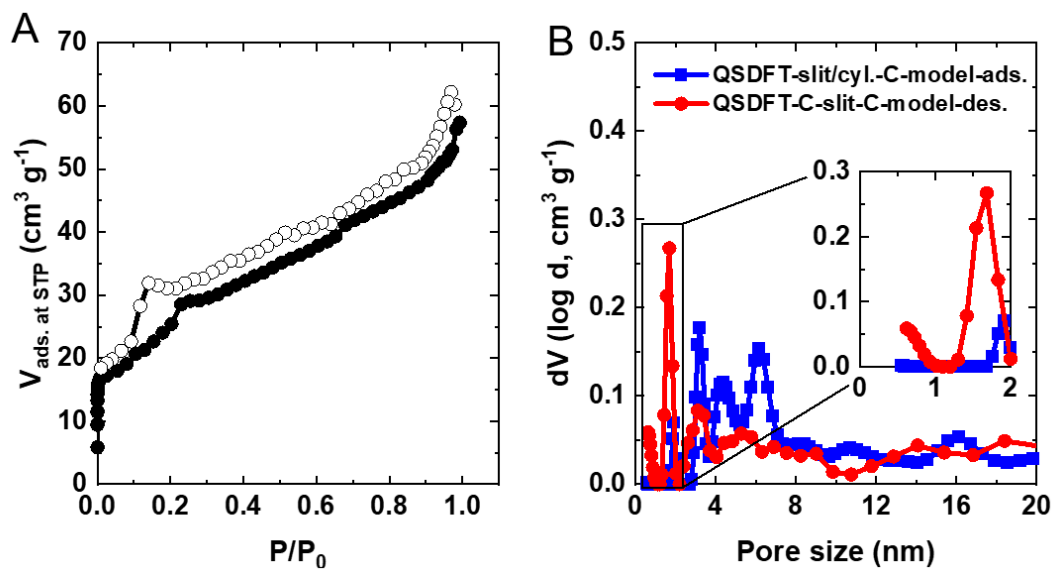 A
V ads. at STP (cm³ g⁻¹)
70
60
50
40
30
20
10
0
0.0 0.2 0.4 0.6 0.8 1.0
P/P₀
B
dV (log d, cm³ g⁻¹)
0.5
0.4
0.3
0.2
0.1
0.0
QSDFT-slit/cyl.-C-model-ads.
QSDFT-C-slit-C-model-des.
0.3
0.2
0.1
0.0
0 1 2
0 4 8 12 16 20
Pore size (nm)